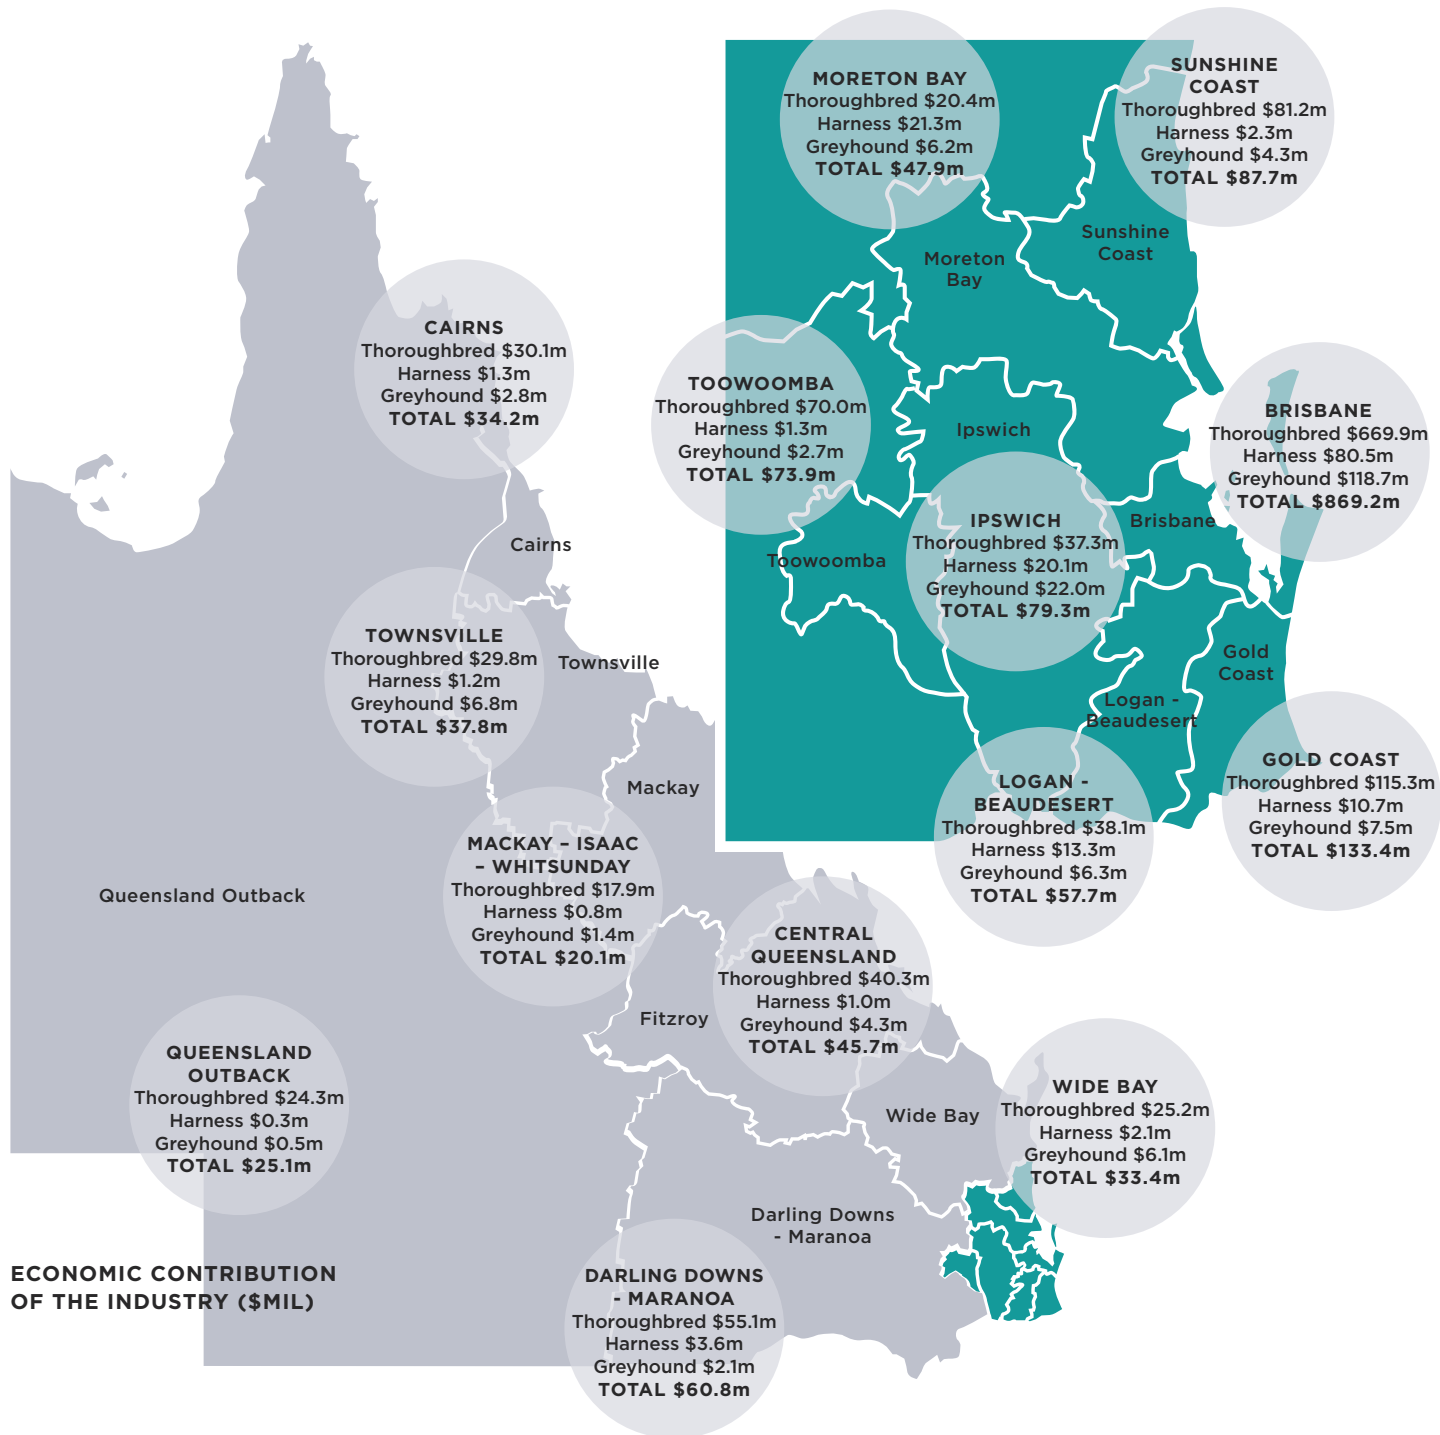 MORETON BAY
Thoroughbred $20.4m
Harness $21.3m
Greyhound $6.2m
TOTAL $47.9m
SUNSHINE
COAST
Thoroughbred $81.2m
Harness $2.3m
Greyhound $4.3m
TOTAL $87.7m
Sunshine
Coast
Moreton
Bay
CAIRNS
Thoroughbred $30.1m
Harness $1.3m
Greyhound $2.8m
TOTAL $34.2m
TOOWOOMBA
Thoroughbred $70.0m
Harness $1.3m
Greyhound $2.7m
TOTAL $73.9m
Ipswich
BRISBANE
Thoroughbred $669.9m
Harness $80.5m
Greyhound $118.7m
TOTAL $869.2m
Cairns
Toowoomba
IPSWICH
Thoroughbred $37.3m
Harness $20.1m
Greyhound $22.0m
TOTAL $79.3m
Brisbane
TOWNSVILLE
Thoroughbred $29.8m
Harness $1.2m
Greyhound $6.8m
TOTAL $37.8m
Townsville
Gold
Coast
Logan -
Beaudesert
Mackay
LOGAN -
BEAUDESERT
Thoroughbred $38.1m
Harness $13.3m
Greyhound $6.3m
TOTAL $57.7m
GOLD COAST
Thoroughbred $115.3m
Harness $10.7m
Greyhound $7.5m
TOTAL $133.4m
Queensland Outback
MACKAY – ISAAC
– WHITSUNDAY
Thoroughbred $17.9m
Harness $0.8m
Greyhound $1.4m
TOTAL $20.1m
CENTRAL
QUEENSLAND
Thoroughbred $40.3m
Harness $1.0m
Greyhound $4.3m
TOTAL $45.7m
Fitzroy
QUEENSLAND
OUTBACK
Thoroughbred $24.3m
Harness $0.3m
Greyhound $0.5m
TOTAL $25.1m
Wide Bay
WIDE BAY
Thoroughbred $25.2m
Harness $2.1m
Greyhound $6.1m
TOTAL $33.4m
Darling Downs
- Maranoa
ECONOMIC CONTRIBUTION
OF THE INDUSTRY ($MIL)
DARLING DOWNS
- MARANOA
Thoroughbred $55.1m
Harness $3.6m
Greyhound $2.1m
TOTAL $60.8m